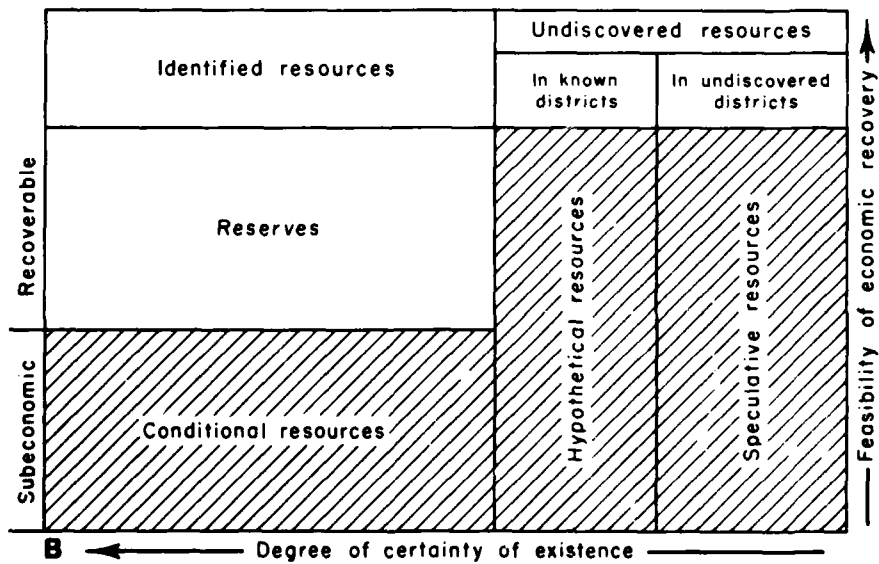 Identified resources
Undiscovered resources
In known
districts
In undiscovered
districts
Recoverable
Reserves
Hypothetical resources
Speculative resources
Feasibility of economic recovery
Subeconomic
Conditional resources
B
Degree of certainty of existence